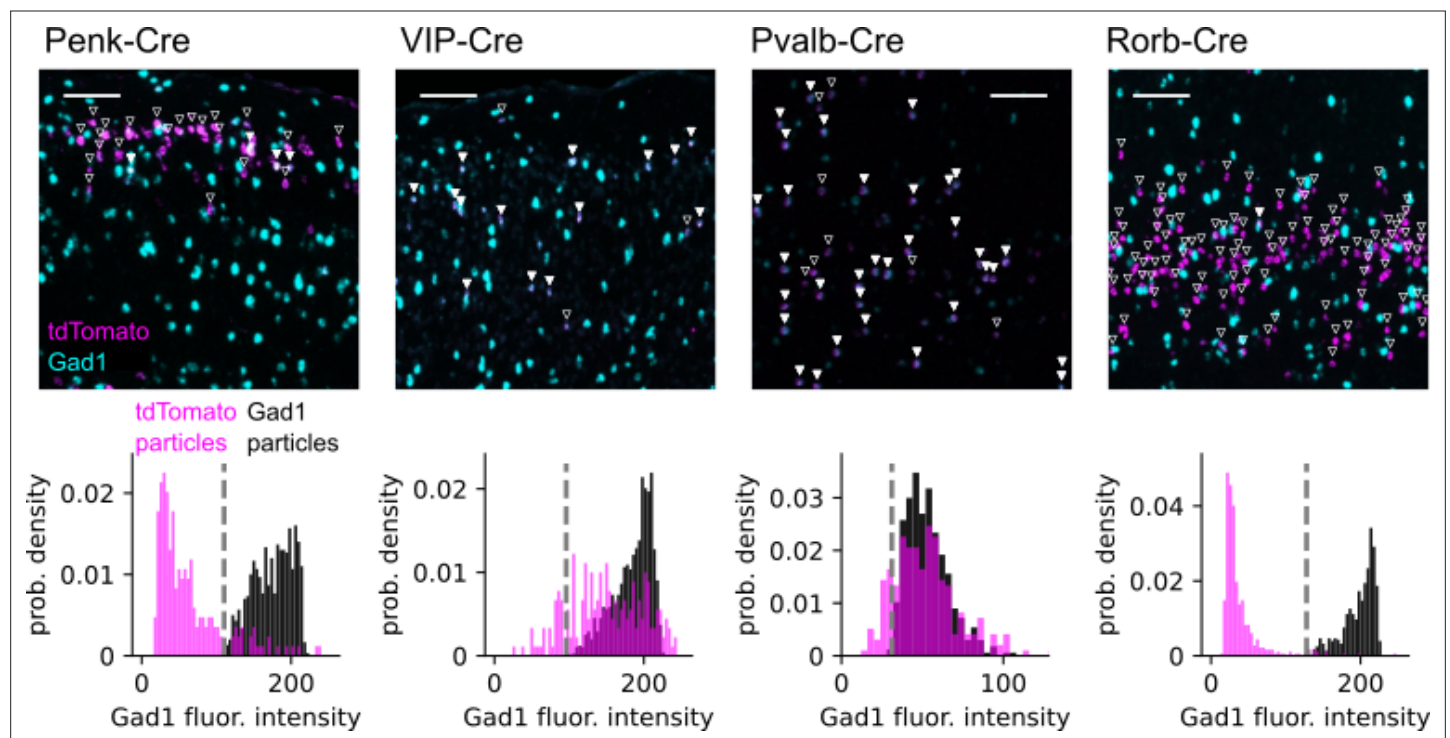 Penk-Cre
VIP-Cre
Pvalb-Cre
Rorb-Cre
tdTomato
Gad1
tdTomato Gad1
particles particles
prob. density
0.02
0.01
0
0 200
Gad1 fluor. intensity
prob. density
0.02
0.01
0
0 200
Gad1 fluor. intensity
prob. density
0.03
0.02
0.01
0
0 100
Gad1 fluor. intensity
prob. density
0.04
0.02
0
0 200
Gad1 fluor. intensity